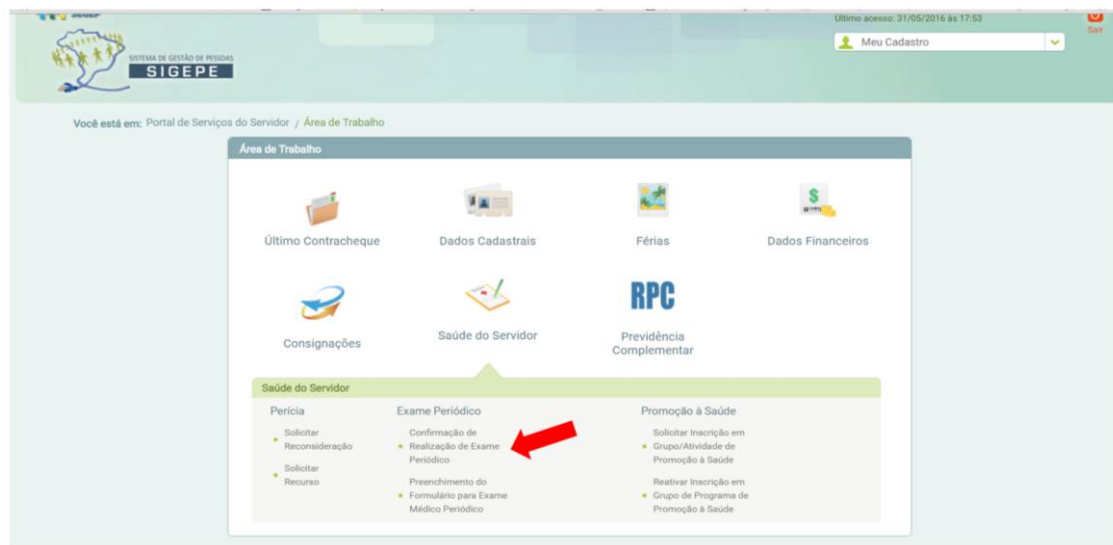 SIGEP
Último acesso: 31/05/2016 às 17:53
Sair
Meu Cadastro
SISTEMA DE GESTÃO DE PESSOAS
SIGEPE
Você está em: Portal de Serviços do Servidor / Área de Trabalho
Área de Trabalho
Último Contracheque
Dados Cadastrais
Férias
Dados Financeiros
$
RPC
Consignações
Saúde do Servidor
Previdência
Complementar
Saúde do Servidor
Perícia
Solicitar
Reconsideração
Solicitar
Recurso
Exame Periódico
Confirmação de
Realização de Exame
Periódico
Preenchimento do
Formulário para Exame
Médico Periódico
Promoção à Saúde
Solicitar Inscrição em
Grupo/Atividade de
Promoção à Saúde
Reativar Inscrição em
Grupo de Programa de
Promoção à Saúde